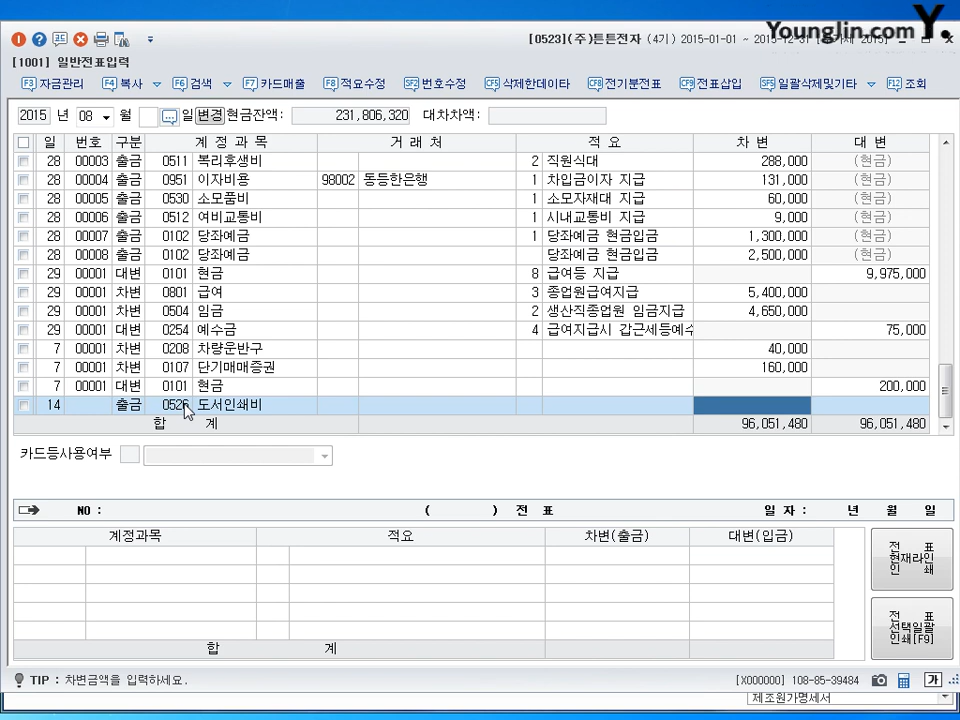 Younglin.com Y.
[0523](주)튼튼전자 (4기) 2015-01-01 ~ 2015-12-31 2015]
[1001] 일반전표입력
F3 자금관리 F4 복사 F6 검색 F7 카드매출 F8 적요수정 SF2 번호수정 CF5 삭제한데이타 CF8 전기분전표 CF9 전표삽입 SF5 일괄삭제및기타 F12 조회
2015 년 08 월 일 변경 현금잔액: 231,806,320 대차차액:
일 번호 구분 계 정 과 목 거 래 처 적 요 차 변 대 변
28 00003 출금 0511 복리후생비 2 직원식대 288,000 (현금)
28 00004 출금 0951 이자비용 98002 동등한은행 1 차입금이자 지급 131,000 (현금)
28 00005 출금 0530 소모품비 1 소모자재대 지급 60,000 (현금)
28 00006 출금 0512 여비교통비 1 시내교통비 지급 9,000 (현금)
28 00007 출금 0102 당좌예금 1 당좌예금 현금입금 1,300,000 (현금)
28 00008 출금 0102 당좌예금 당좌예금 현금입금 2,500,000 (현금)
29 00001 대변 0101 현금 8 급여등 지급 9,975,000
29 00001 차변 0801 급여 3 종업원급여지급 5,400,000
29 00001 차변 0504 임금 2 생산직종업원 임금지급 4,650,000
29 00001 대변 0254 예수금 4 급여지급시 갑근세등예수 75,000
7 00001 차변 0208 차량운반구 40,000
7 00001 차변 0107 단기매매증권 160,000
7 00001 대변 0101 현금 200,000
14 출금 0526 도서인쇄비
합 계 96,051,480 96,051,480
카드등사용여부
NO : ( ) 전 표 일 자 : 년 월 일
계정과목 적요 차변(출금) 대변(입금)
전 표
현재라인
인 쇄
전 표
선택일괄
인쇄[F9]
합 계
TIP : 차변금액을 입력하세요. [X000000] 108-85-39484 가
제조원가명세서